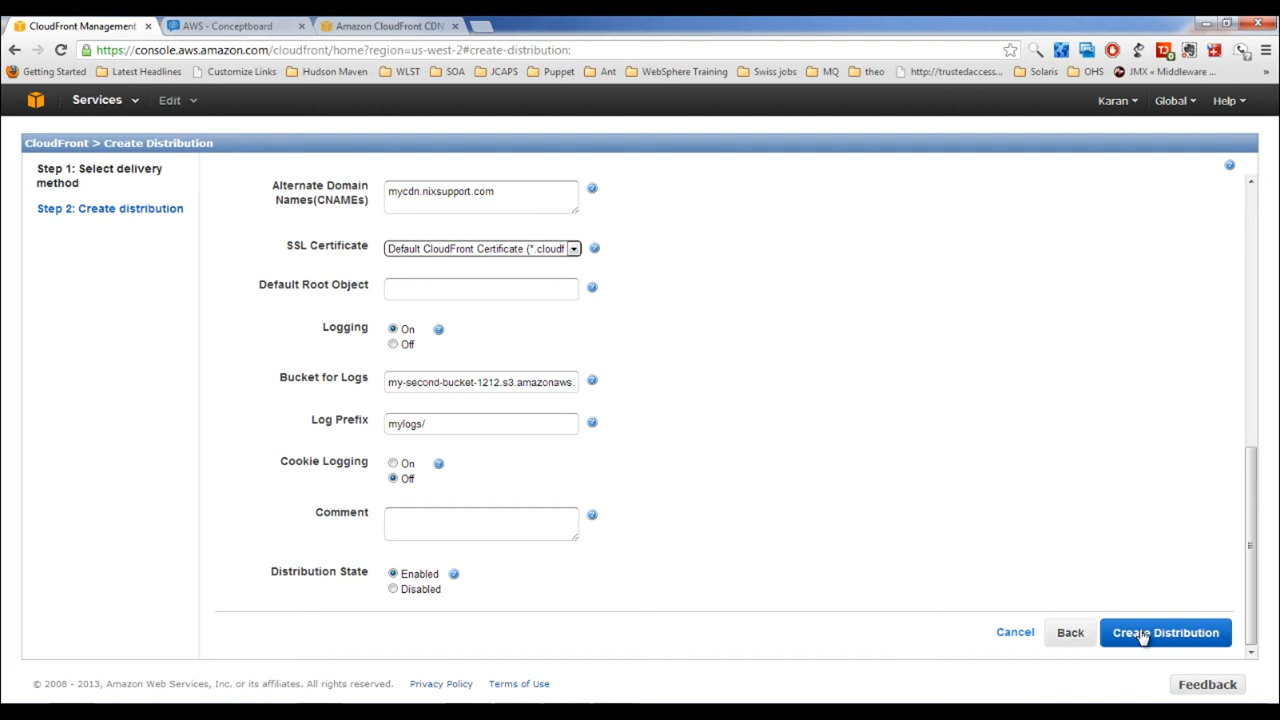 CloudFront Management
AWS - Conceptboard
Amazon CloudFront CDN
https://console.aws.amazon.com/cloudfront/home?region=us-west-2#create-distribution:
Getting Started
Latest Headlines
Customize Links
Hudson Maven
WLST
SOA
JCAPS
Puppet
Ant
WebSphere Training
Swiss jobs
MQ
theo
http://trustedaccess...
Solaris
OHS
JMX « Middleware ...
»
Services
Edit
Karan
Global
Help
CloudFront > Create Distribution
Step 1: Select delivery
method
Step 2: Create distribution
Alternate Domain
Names(CNAMEs)
mycdn.nixsupport.com
SSL Certificate
Default CloudFront Certificate (*.cloudf
Default Root Object
Logging
On
Off
Bucket for Logs
my-second-bucket-1212.s3.amazonaws.
Log Prefix
mylogs/
Cookie Logging
On
Off
Comment
Distribution State
Enabled
Disabled
Cancel
Back
Create Distribution
© 2008 - 2013, Amazon Web Services, Inc. or its affiliates. All rights reserved.
Privacy Policy
Terms of Use
Feedback